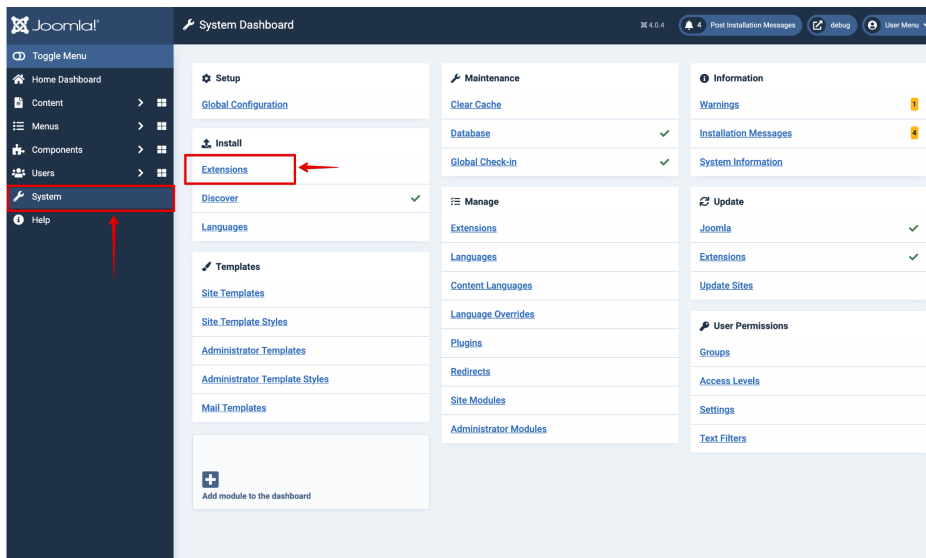 Joomla!
System Dashboard
4.0.4
4 Post Installation Messages
debug
User Menu
Toggle Menu
Home Dashboard
Content
Menus
Components
Users
System
Help
Setup
Global Configuration
Install
Extensions
Discover
Languages
Templates
Site Templates
Site Template Styles
Administrator Templates
Administrator Template Styles
Mail Templates
Add module to the dashboard
Maintenance
Clear Cache
Database
Global Check-in
Manage
Extensions
Languages
Content Languages
Language Overrides
Plugins
Redirects
Site Modules
Administrator Modules
Information
Warnings 1
Installation Messages 4
System Information
Update
Joomla
Extensions
Update Sites
User Permissions
Groups
Access Levels
Settings
Text Filters